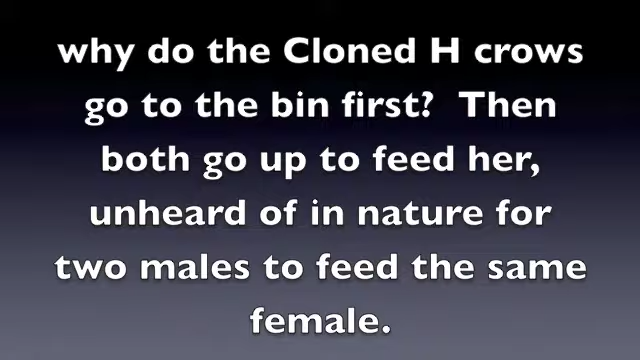 why do the Cloned H crows
go to the bin first?  Then
both go up to feed her,
unheard of in nature for
two males to feed the same
female.